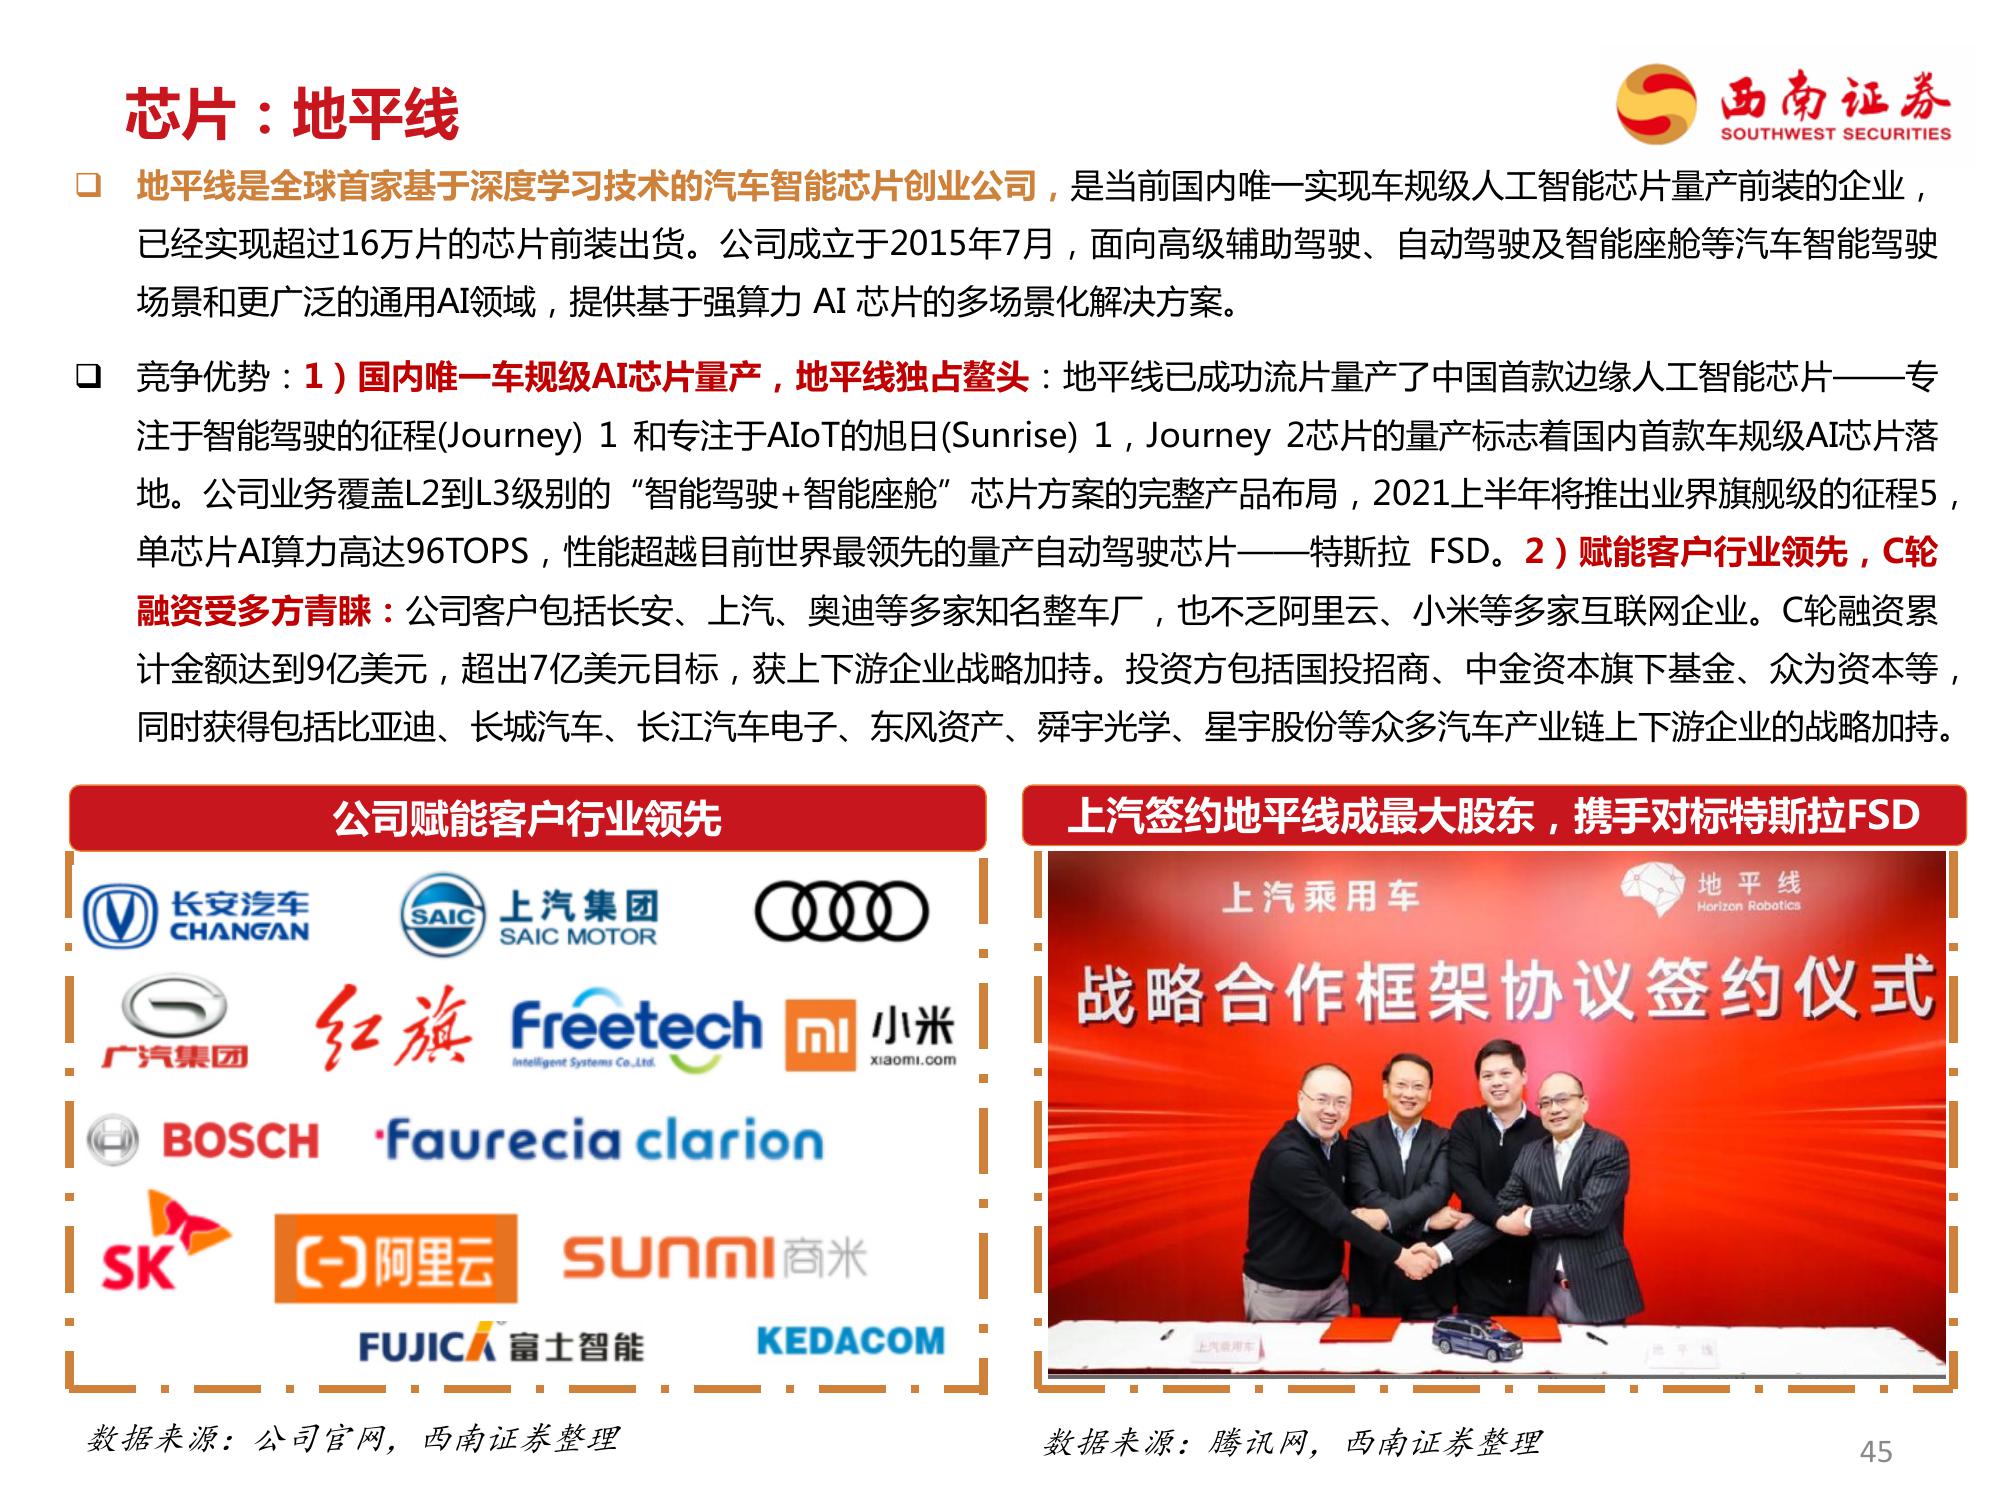 芯片：地平线
西南证券
SOUTHWEST SECURITIES
❑ 地平线是全球首家基于深度学习技术的汽车智能芯片创业公司，是当前国内唯一实现车规级人工智能芯片量产前装的企业，
已经实现超过16万片的芯片前装出货。公司成立于2015年7月，面向高级辅助驾驶、自动驾驶及智能座舱等汽车智能驾驶
场景和更广泛的通用AI领域，提供基于强算力 AI 芯片的多场景化解决方案。
❑ 竞争优势：1）国内唯一车规级AI芯片量产，地平线独占鳌头：地平线已成功流片量产了中国首款边缘人工智能芯片——专
注于智能驾驶的征程(Journey) 1 和专注于AIoT的旭日(Sunrise) 1，Journey 2芯片的量产标志着国内首款车规级AI芯片落
地。公司业务覆盖L2到L3级别的“智能驾驶+智能座舱”芯片方案的完整产品布局，2021上半年将推出业界旗舰级的征程5，
单芯片AI算力高达96TOPS，性能超越目前世界最领先的量产自动驾驶芯片——特斯拉 FSD。2）赋能客户行业领先，C轮
融资受多方青睐：公司客户包括长安、上汽、奥迪等多家知名整车厂，也不乏阿里云、小米等多家互联网企业。C轮融资累
计金额达到9亿美元，超出7亿美元目标，获上下游企业战略加持。投资方包括国投招商、中金资本旗下基金、众为资本等，
同时获得包括比亚迪、长城汽车、长江汽车电子、东风资产、舜宇光学、星宇股份等众多汽车产业链上下游企业的战略加持。
公司赋能客户行业领先
长安汽车
CHANGAN
SAIC 上汽集团
SAIC MOTOR
广汽集团
红旗
Freetech
Intelligent Systems Co.,Ltd.
mi 小米
xiaomi.com
BOSCH
faurecia clarion
SK
阿里云
SUNMI 商米
FUJICA 富士智能
KEDACOM
数据来源：公司官网，西南证券整理
上汽签约地平线成最大股东，携手对标特斯拉FSD
上汽乘用车
地平线
Horizon Robotics
战略合作框架协议签约仪式
上汽乘用车
地平线
数据来源：腾讯网，西南证券整理
45